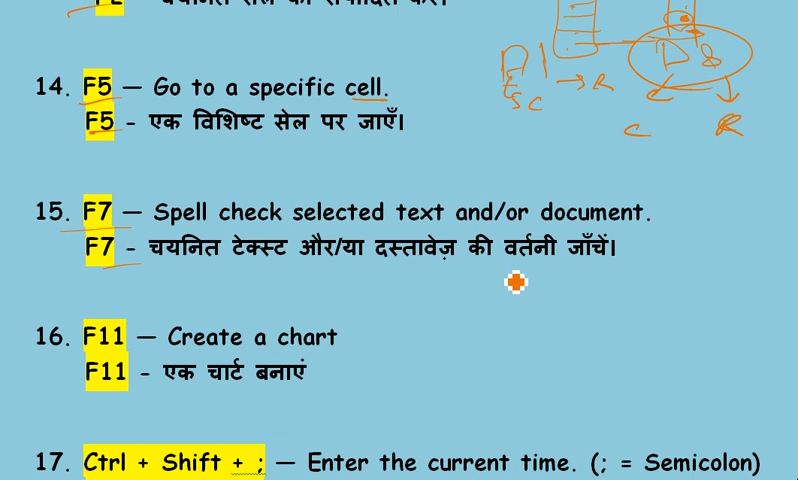 14. F5 — Go to a specific cell.
F5 - एक विशिष्ट सेल पर जाएँ।
15. F7 — Spell check selected text and/or document.
F7 - चयनित टेक्स्ट और/या दस्तावेज़ की वर्तनी जाँचें।
16. F11 — Create a chart
F11 - एक चार्ट बनाएं
17. Ctrl + Shift + ; — Enter the current time. (; = Semicolon)